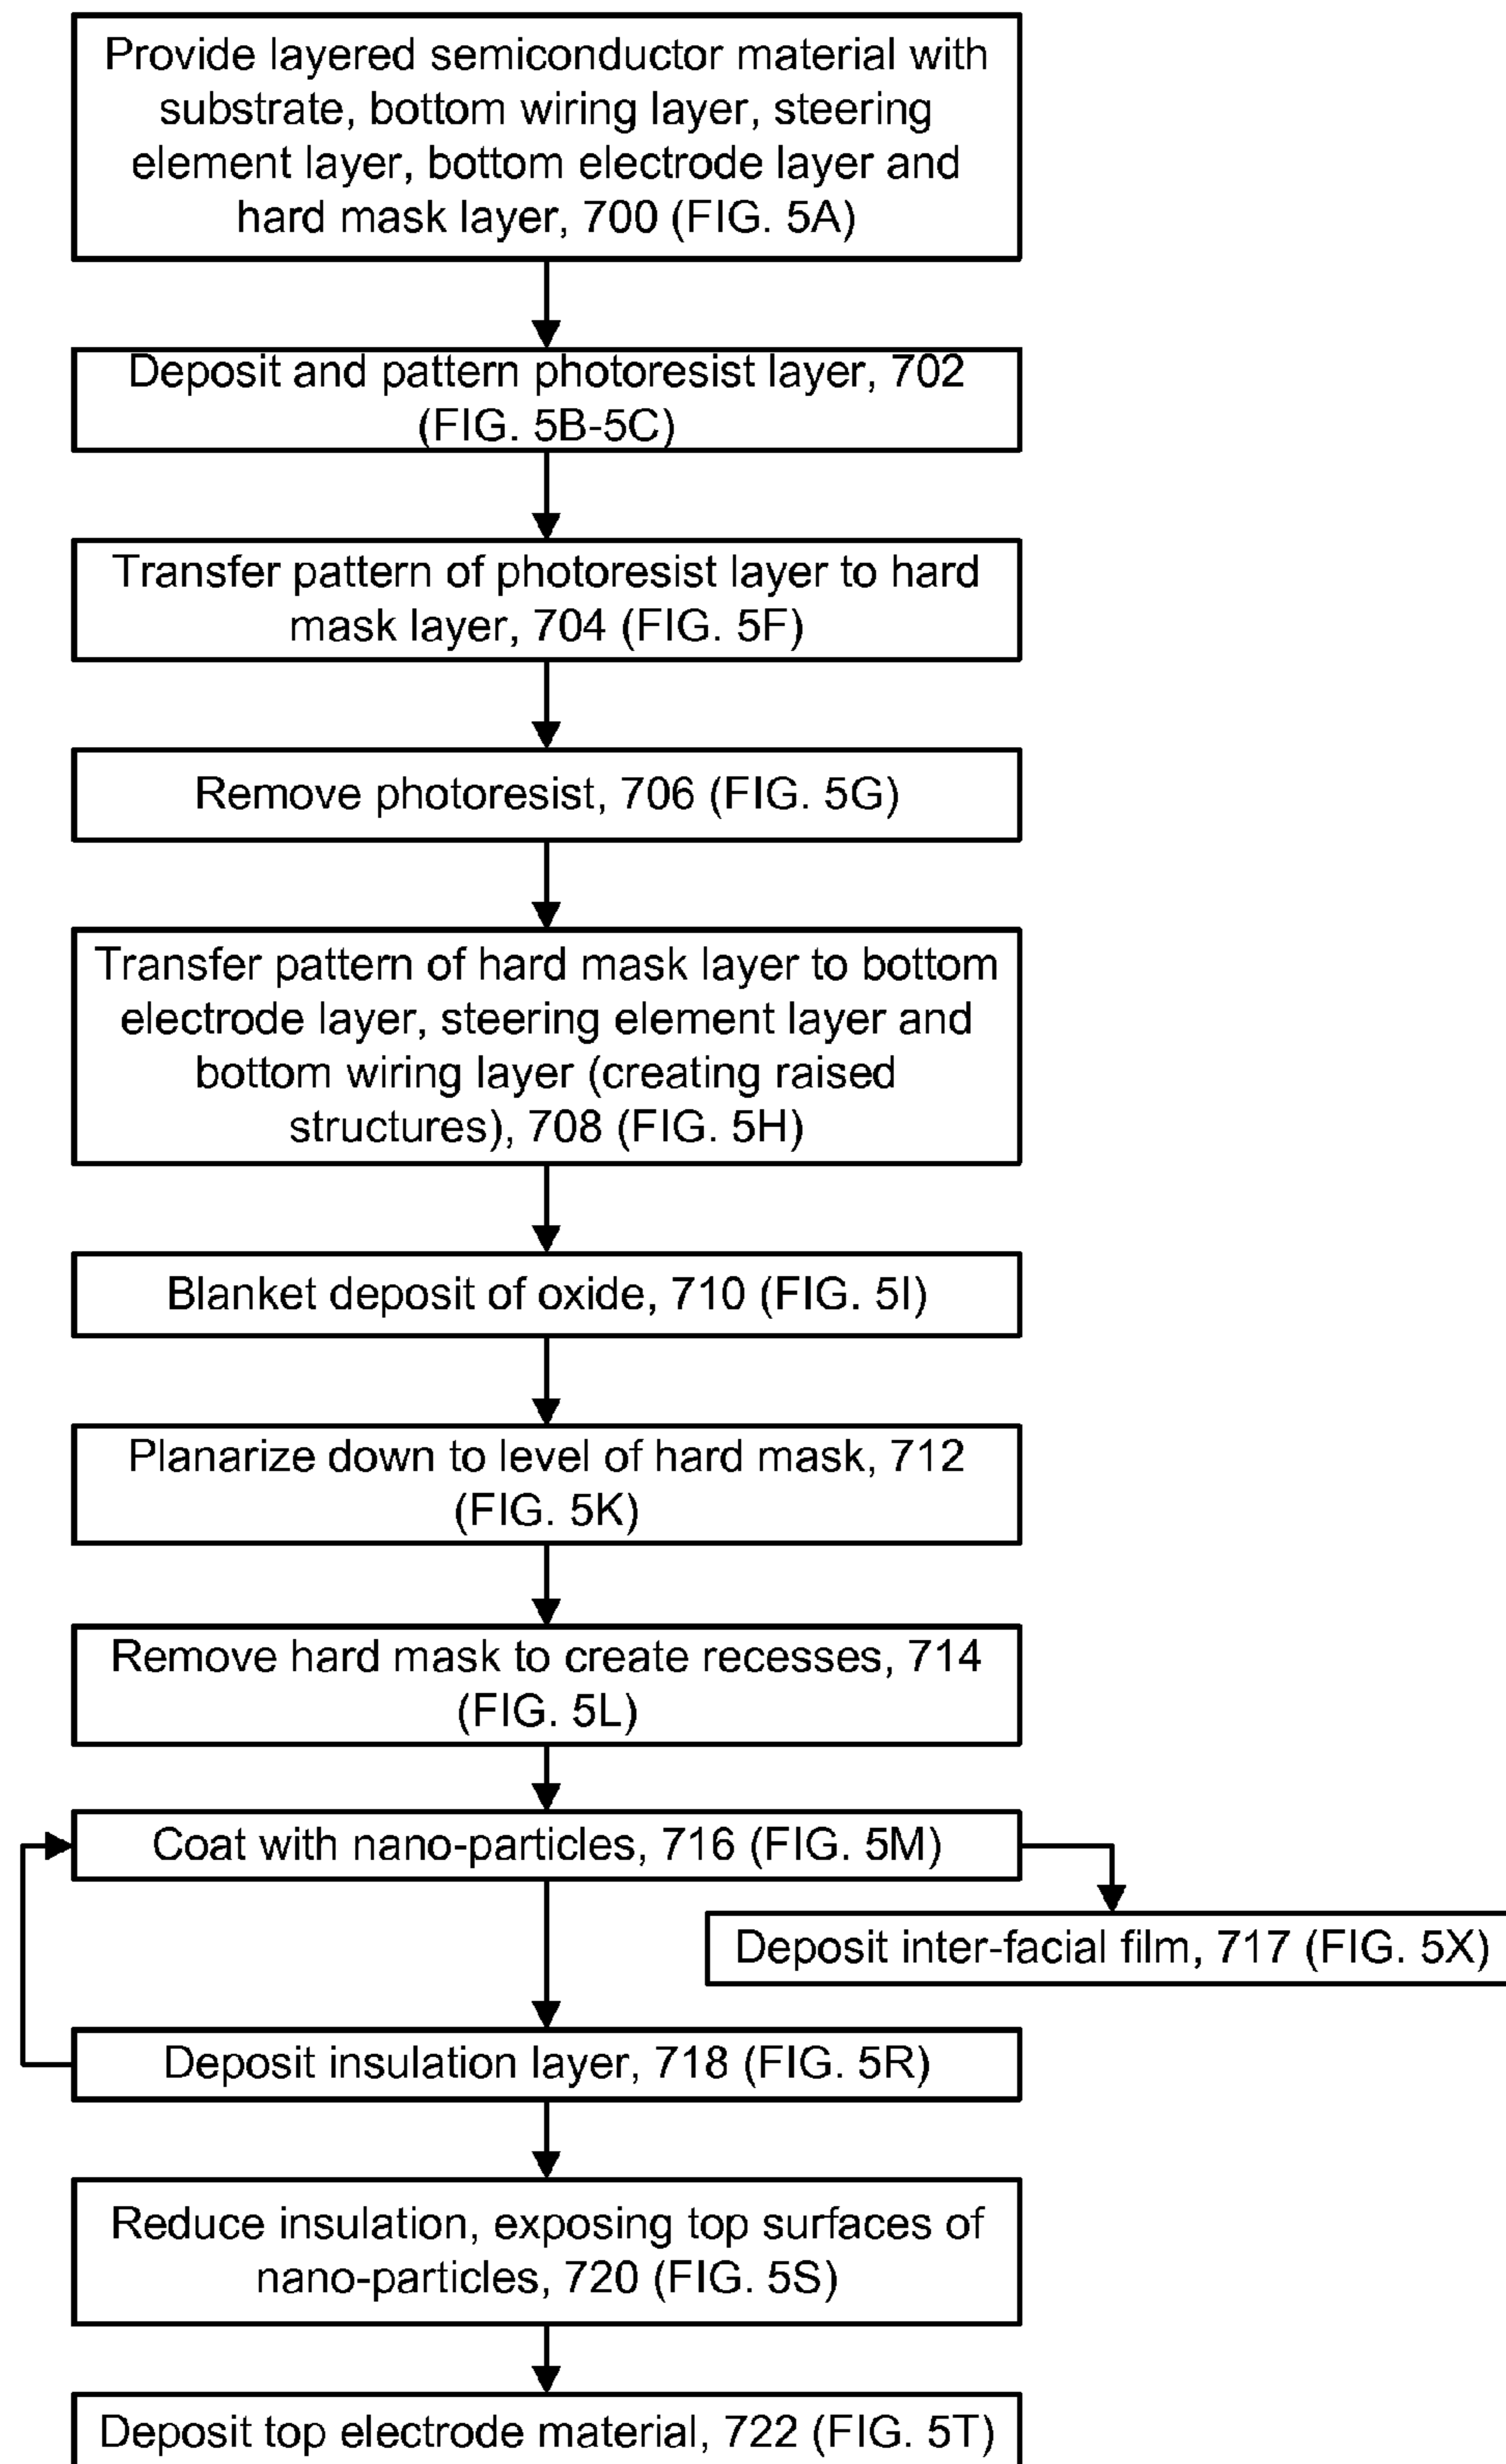 Provide layered semiconductor material with
substrate, bottom wiring layer, steering
element layer, bottom electrode layer and
hard mask layer, 700 (FIG. 5A)
Deposit and pattern photoresist layer, 702
(FIG. 5B-5C)
Transfer pattern of photoresist layer to hard
mask layer, 704 (FIG. 5F)
Remove photoresist, 706 (FIG. 5G)
Transfer pattern of hard mask layer to bottom
electrode layer, steering element layer and
bottom wiring layer (creating raised
structures), 708 (FIG. 5H)
Blanket deposit of oxide, 710 (FIG. 5I)
Planarize down to level of hard mask, 712
(FIG. 5K)
Remove hard mask to create recesses, 714
(FIG. 5L)
Coat with nano-particles, 716 (FIG. 5M)
Deposit inter-facial film, 717 (FIG. 5X)
Deposit insulation layer, 718 (FIG. 5R)
Reduce insulation, exposing top surfaces of
nano-particles, 720 (FIG. 5S)
Deposit top electrode material, 722 (FIG. 5T)